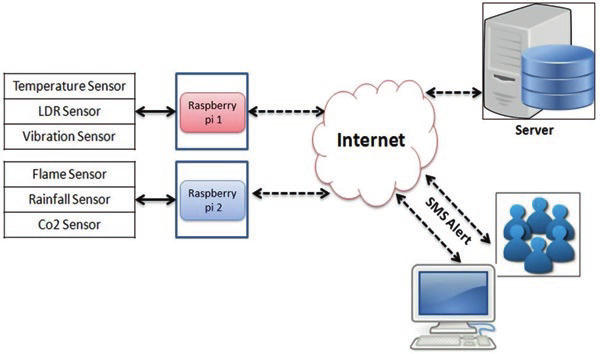 Temperature Sensor
LDR Sensor
Vibration Sensor
Raspberry
pi 1
Flame Sensor
Rainfall Sensor
Co2 Sensor
Raspberry
pi 2
Internet
Server
SMS Alert